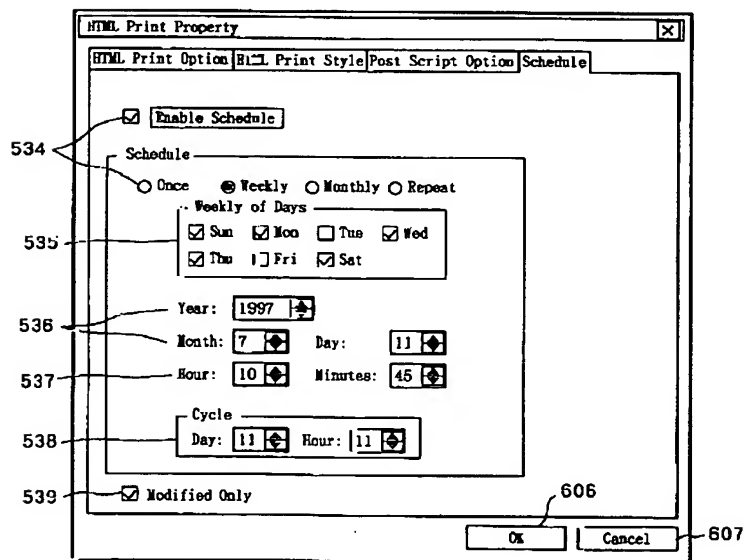 HTML Print Property
HTML Print Option HTML Print Style Post Script Option Schedule
Enable Schedule
534
Schedule
Once Weekly Monthly Repeat
Weekly of Days
535
Sun Mon Tue Wed
Thu Fri Sat
Year: 1997
536
Month: 7 Day: 11
537
Hour: 10 Minutes: 45
Cycle
538
Day: 11 Hour: 11
539
Modified Only
606
OK Cancel 607